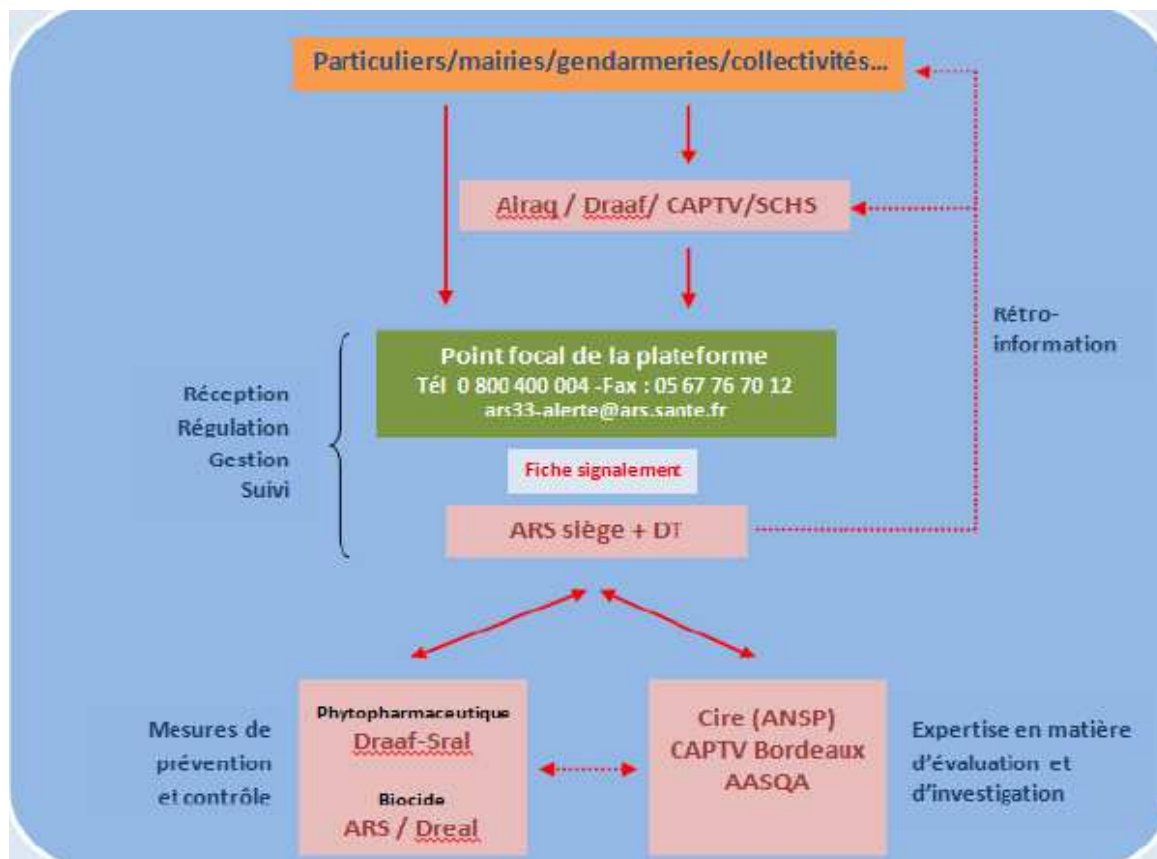 Particuliers/mairies/gendarmeries/collectivités...
Airaq / Draaf/ CAPTV/SCHS
Rétro-
information
Point focal de la plateforme
Tél 0 800 400 004 -Fax : 05 67 76 70 12
ars33-alerte@ars.sante.fr
Réception
Régulation
Gestion
Suivi
Fiche signalement
ARS siège + DT
Mesures de
prévention
et contrôle
Phytopharmaceutique
Draaf-Sral
Biocide
ARS / Dreal
Cire (ANSP)
CAPTV Bordeaux
AASQA
Expertise en matière
d'évaluation et
d'investigation